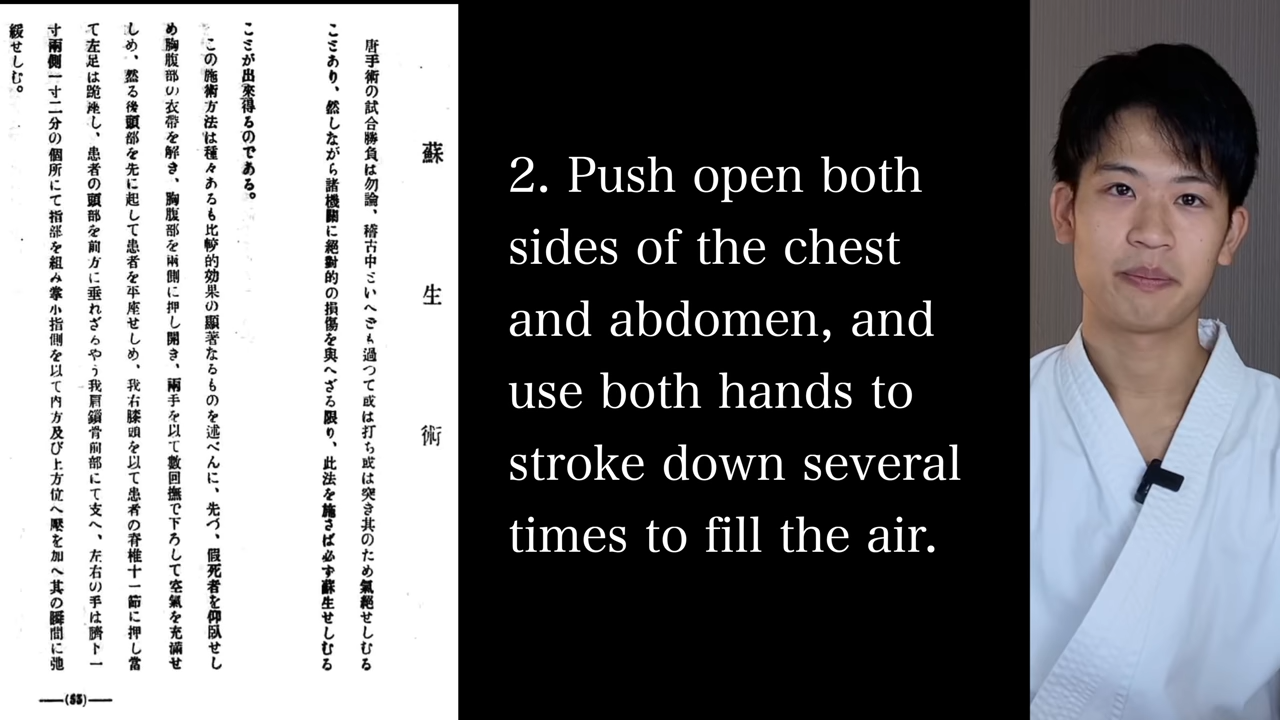 蘇生術
唐手術の試合勝負は勿論、稽古中といへども過つて或は打ち或は突き其のため氣絶せしむる
ことあり、然しながら諸機關に絶對的の損傷を與へざる限り、此法を施さば必ず蘇生せしむる
ことが出來得るのである。
この施術方法は種々あるも比較的効果の顯著なるものを述べんに、先づ、假死者を仰臥せし
め胸腹部の衣帶を解き、胸腹部を兩側に押し開き、兩手を以て數回撫で下ろして空氣を充滿せ
しめ、然る後頭部を先に起して患者を平座せしめ、我右膝頭を以て患者の脊椎十一節に押し當
て左足は跪座し、患者の頭部を前方に垂れざるやう我肩鎖骨前部にて支へ、左右の手は臍下一
寸兩側一寸二分の個所にて指部を組み掌小指側を以て内方及び上方位へ壓を加へ其の瞬間に弛
緩せしむ。
(55)
2. Push open both
sides of the chest
and abdomen, and
use both hands to
stroke down several
times to fill the air.